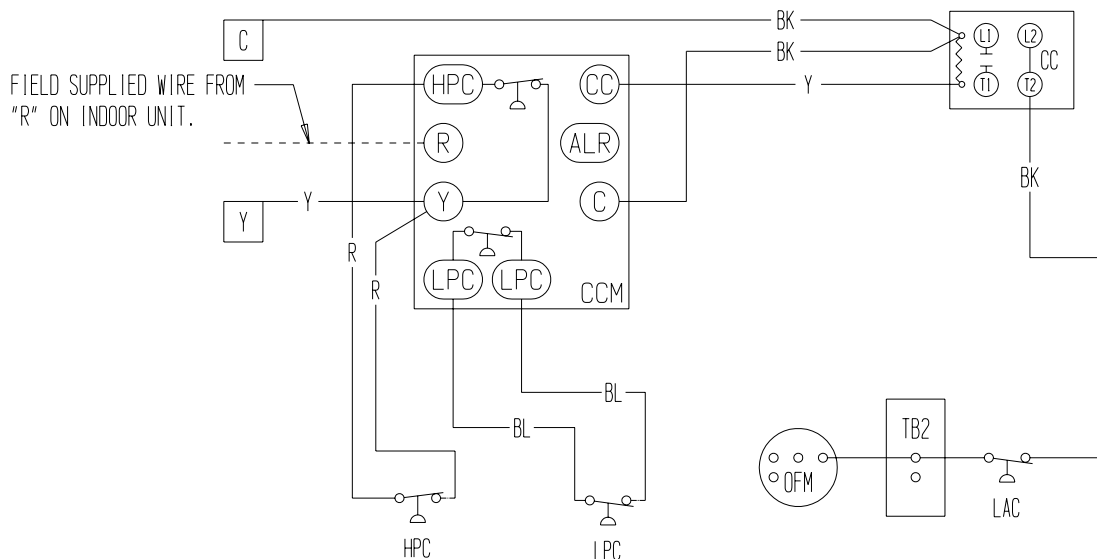 C
BK
BK
L1
L2
CC
FIELD SUPPLIED WIRE FROM
"R" ON INDOOR UNIT.
HPC
CC
Y
T1
T2
R
ALR
Y
Y
Y
C
BK
R
R
LPC
LPC
CCM
BL
BL
TB2
OFM
LAC
HPC
LPC